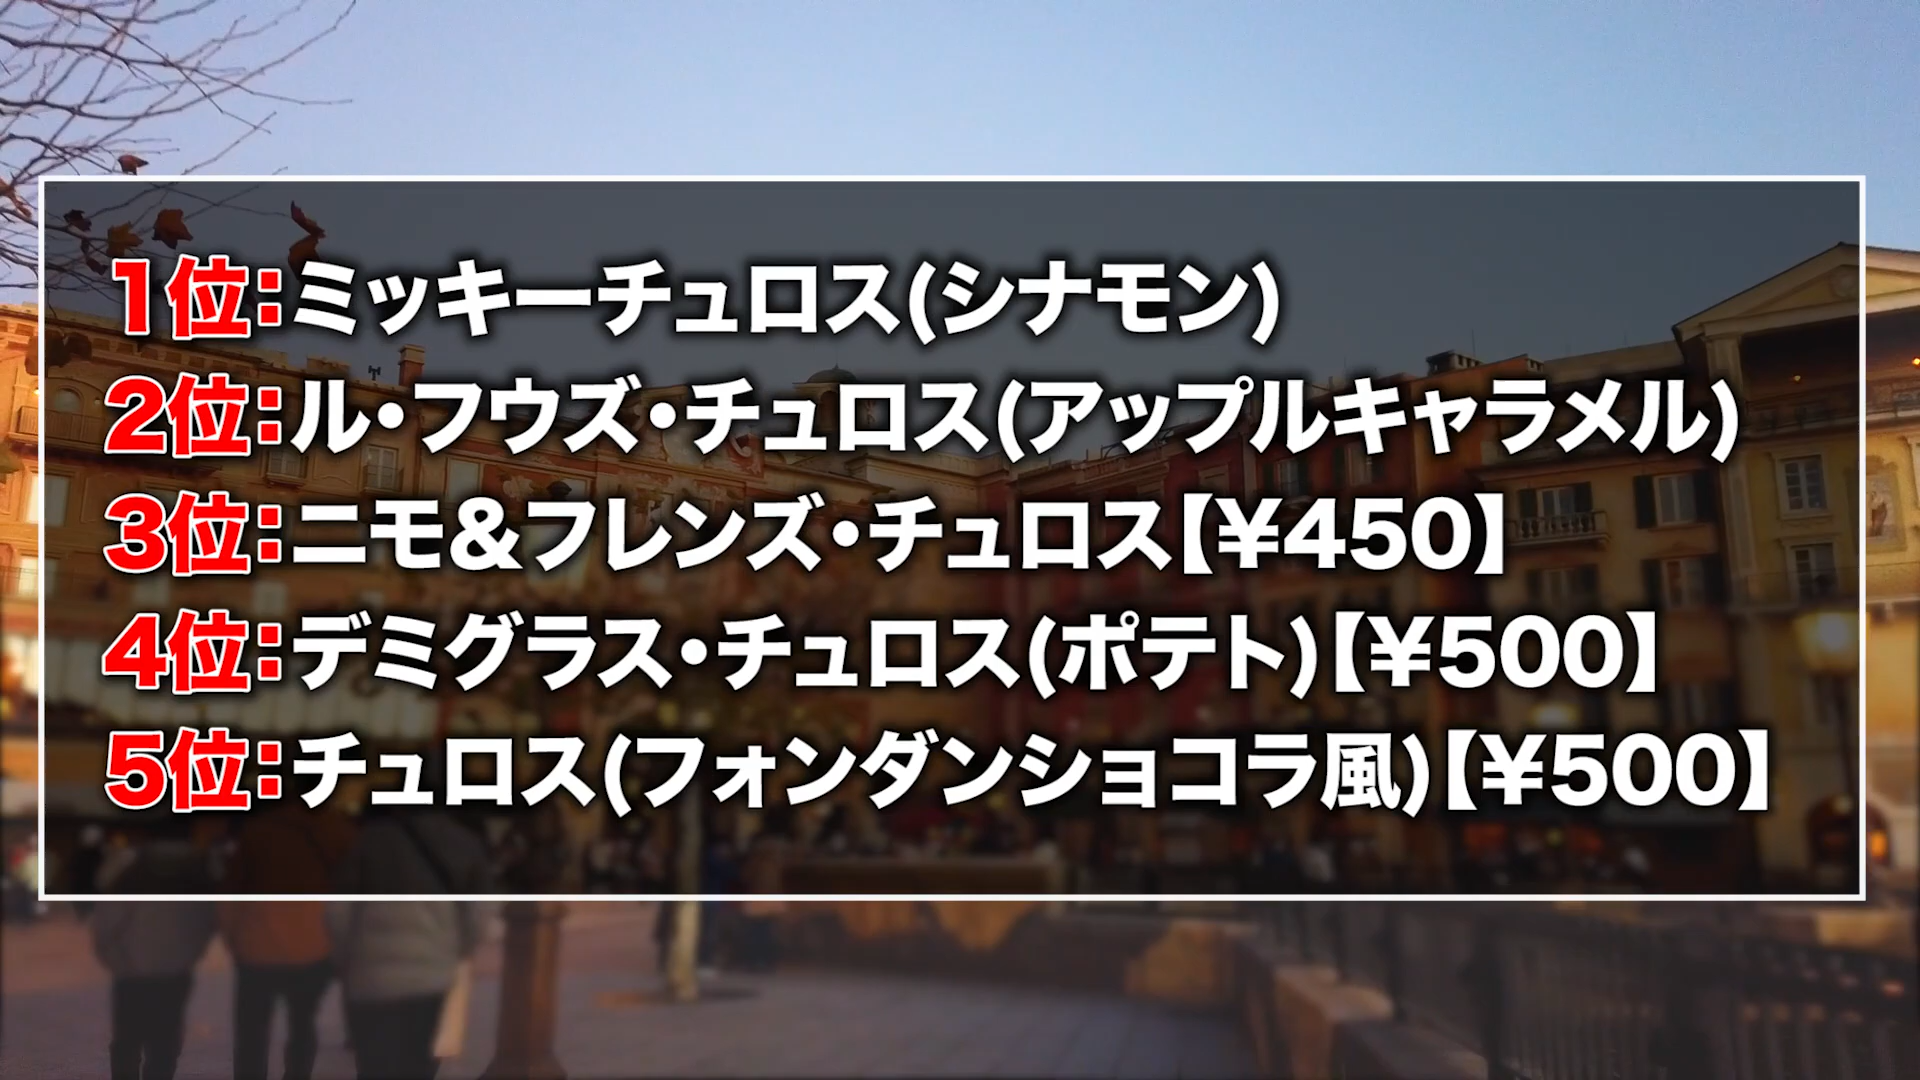 1位:ミッキーチュロス(シナモン)
2位:ル・フウズ・チュロス(アップルキャラメル)
3位:ニモ&フレンズ・チュロス【¥450】
4位:デミグラス・チュロス(ポテト)【¥500】
5位:チュロス(フォンダンショコラ風)【¥500】